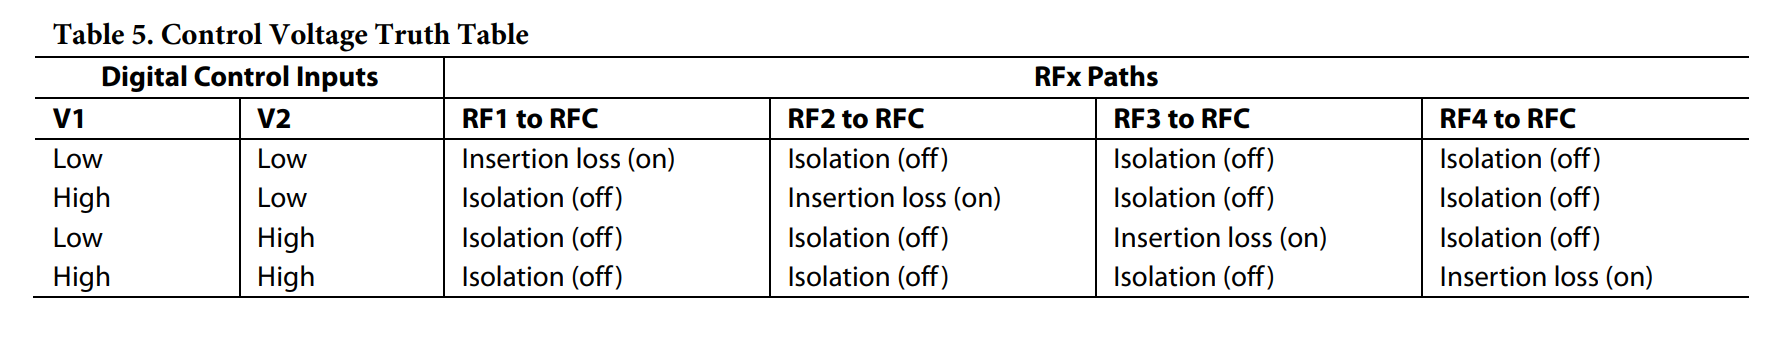 Table 5. Control Voltage Truth Table
Digital Control Inputs RFx Paths
V1 V2 RF1 to RFC RF2 to RFC RF3 to RFC RF4 to RFC
Low Low Insertion loss (on) Isolation (off) Isolation (off) Isolation (off)
High Low Isolation (off) Insertion loss (on) Isolation (off) Isolation (off)
Low High Isolation (off) Isolation (off) Insertion loss (on) Isolation (off)
High High Isolation (off) Isolation (off) Isolation (off) Insertion loss (on)